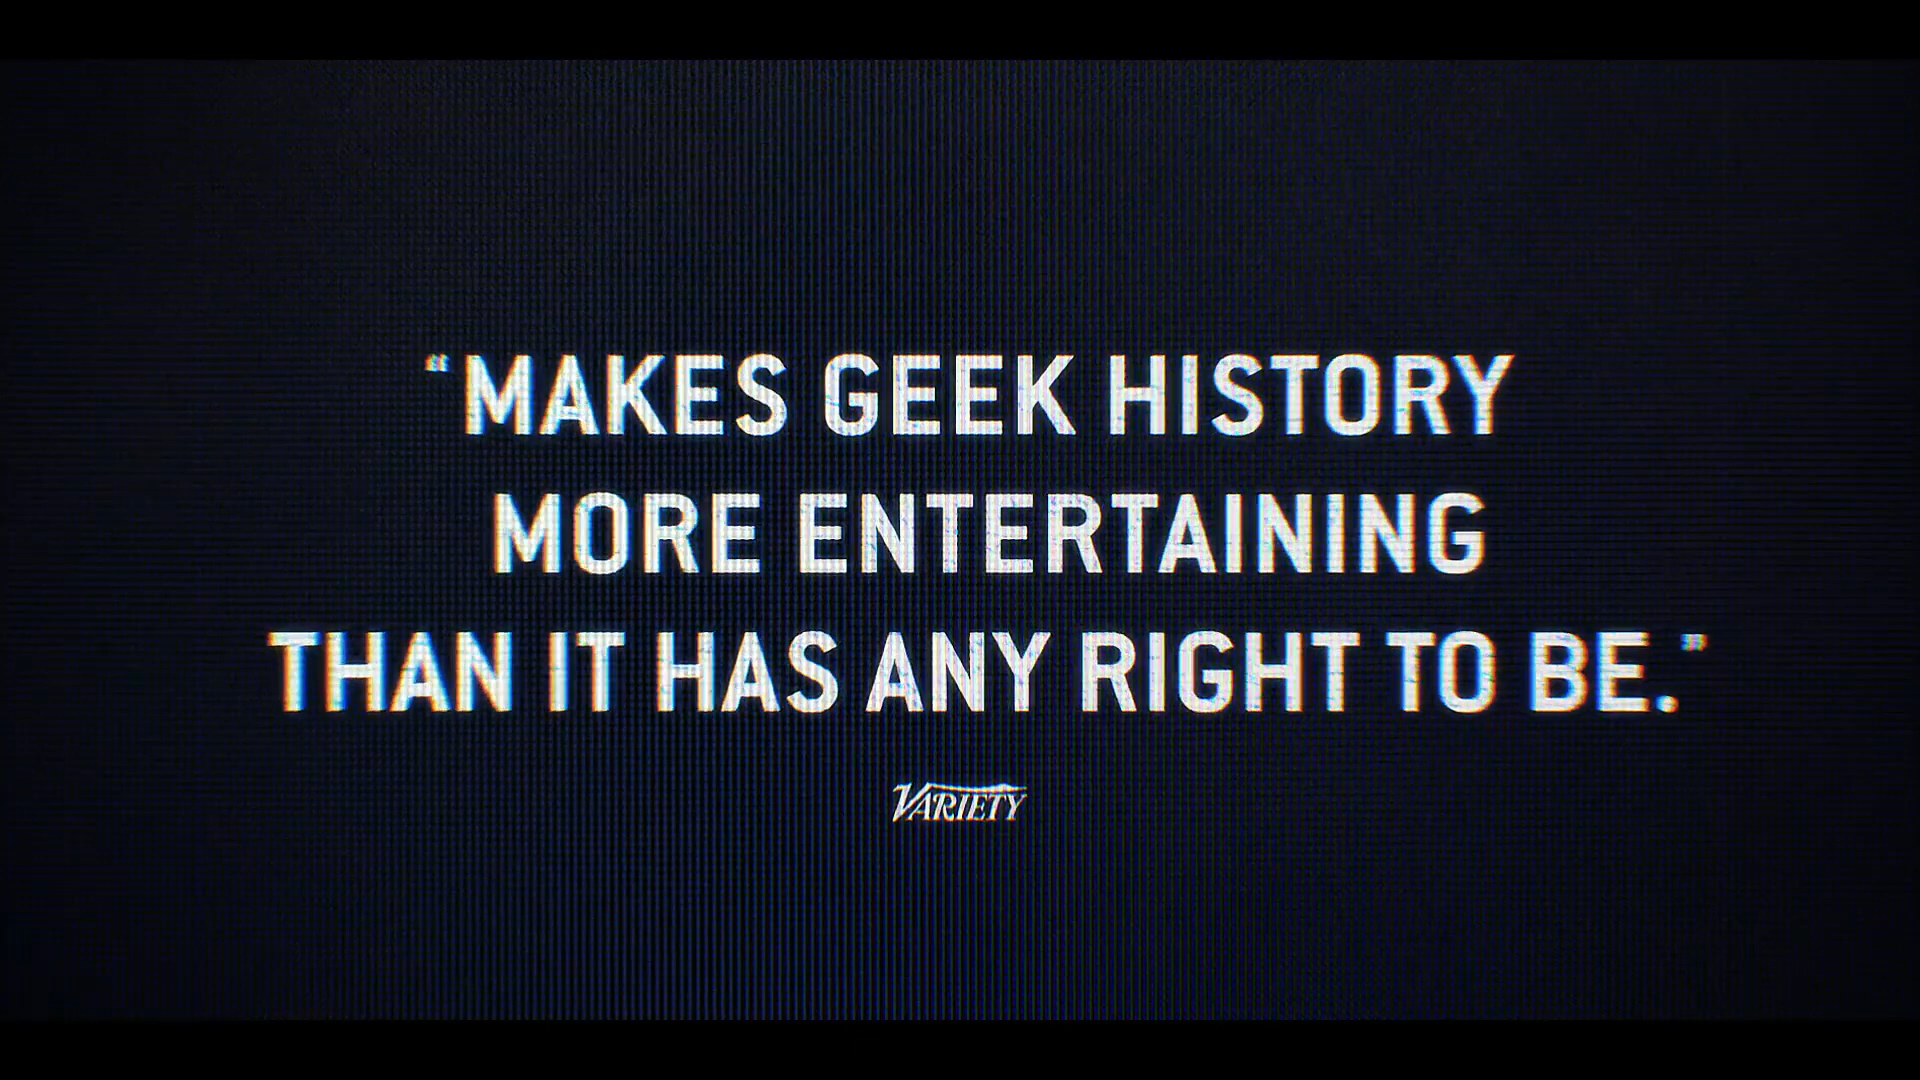 “MAKES GEEK HISTORY
MORE ENTERTAINING
THAN IT HAS ANY RIGHT TO BE.”
VARIETY